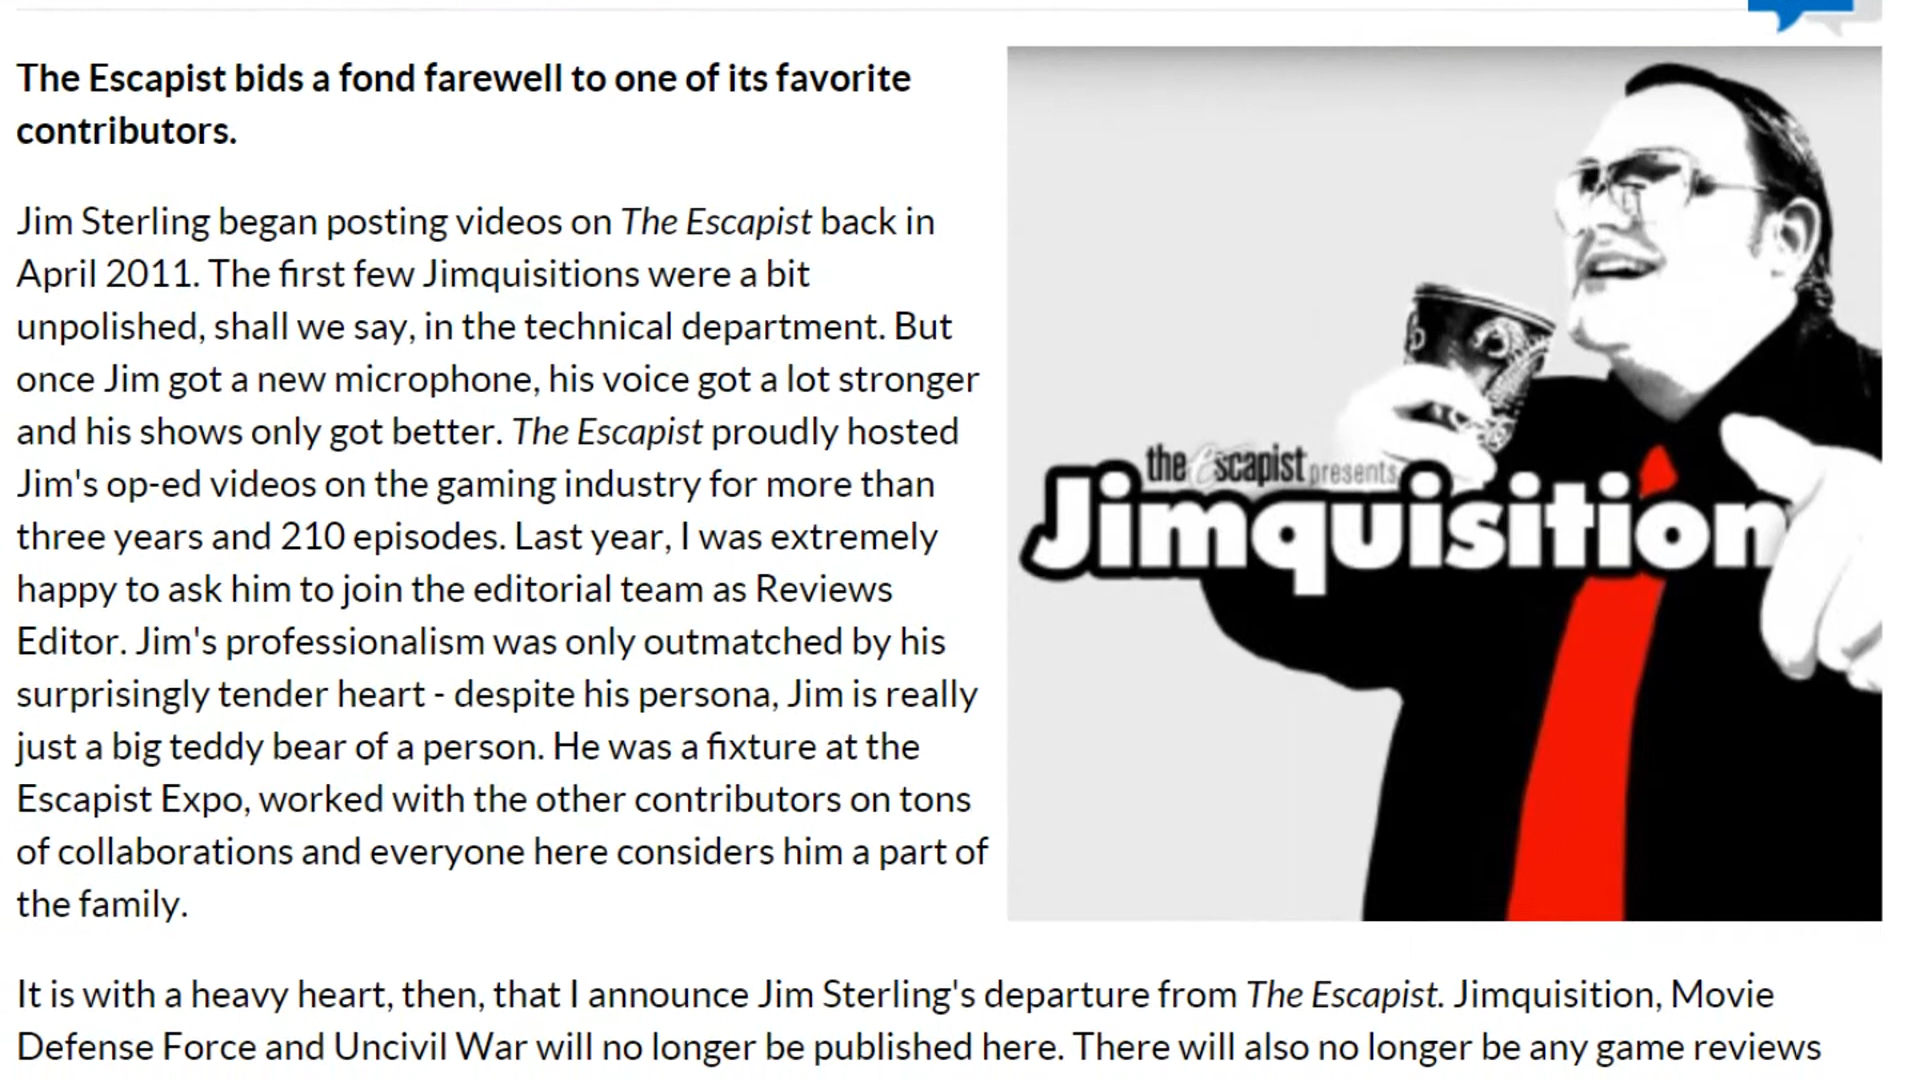 The Escapist bids a fond farewell to one of its favorite
contributors.
Jim Sterling began posting videos on The Escapist back in
April 2011. The first few Jimquisitions were a bit
unpolished, shall we say, in the technical department. But
once Jim got a new microphone, his voice got a lot stronger
and his shows only got better. The Escapist proudly hosted
Jim's op-ed videos on the gaming industry for more than
three years and 210 episodes. Last year, I was extremely
happy to ask him to join the editorial team as Reviews
Editor. Jim's professionalism was only outmatched by his
surprisingly tender heart - despite his persona, Jim is really
just a big teddy bear of a person. He was a fixture at the
Escapist Expo, worked with the other contributors on tons
of collaborations and everyone here considers him a part of
the family.
the Escapist presents
Jimquisition
It is with a heavy heart, then, that I announce Jim Sterling's departure from The Escapist. Jimquisition, Movie
Defense Force and Uncivil War will no longer be published here. There will also no longer be any game reviews